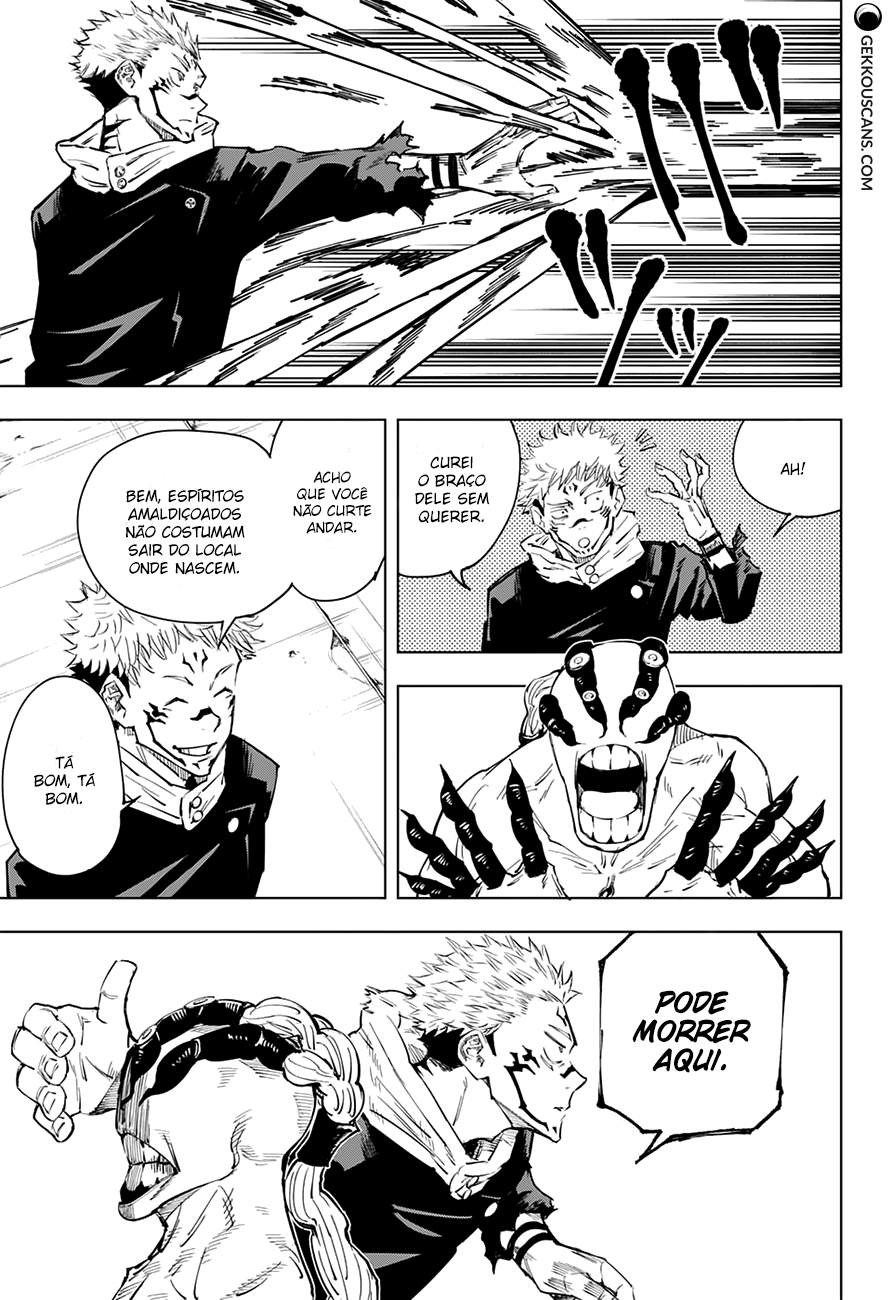 GEKKOUSCANS.COM
AH!
CUREI
O BRAÇO
DELE SEM
QUERER.
ACHO
QUE VOCÊ
NÃO CURTE
ANDAR.
BEM, ESPÍRITOS
AMALDIÇOADOS
NÃO COSTUMAM
SAIR DO LOCAL
ONDE NASCEM.
TÁ
BOM, TÁ
BOM.
PODE
MORRER
AQUI.